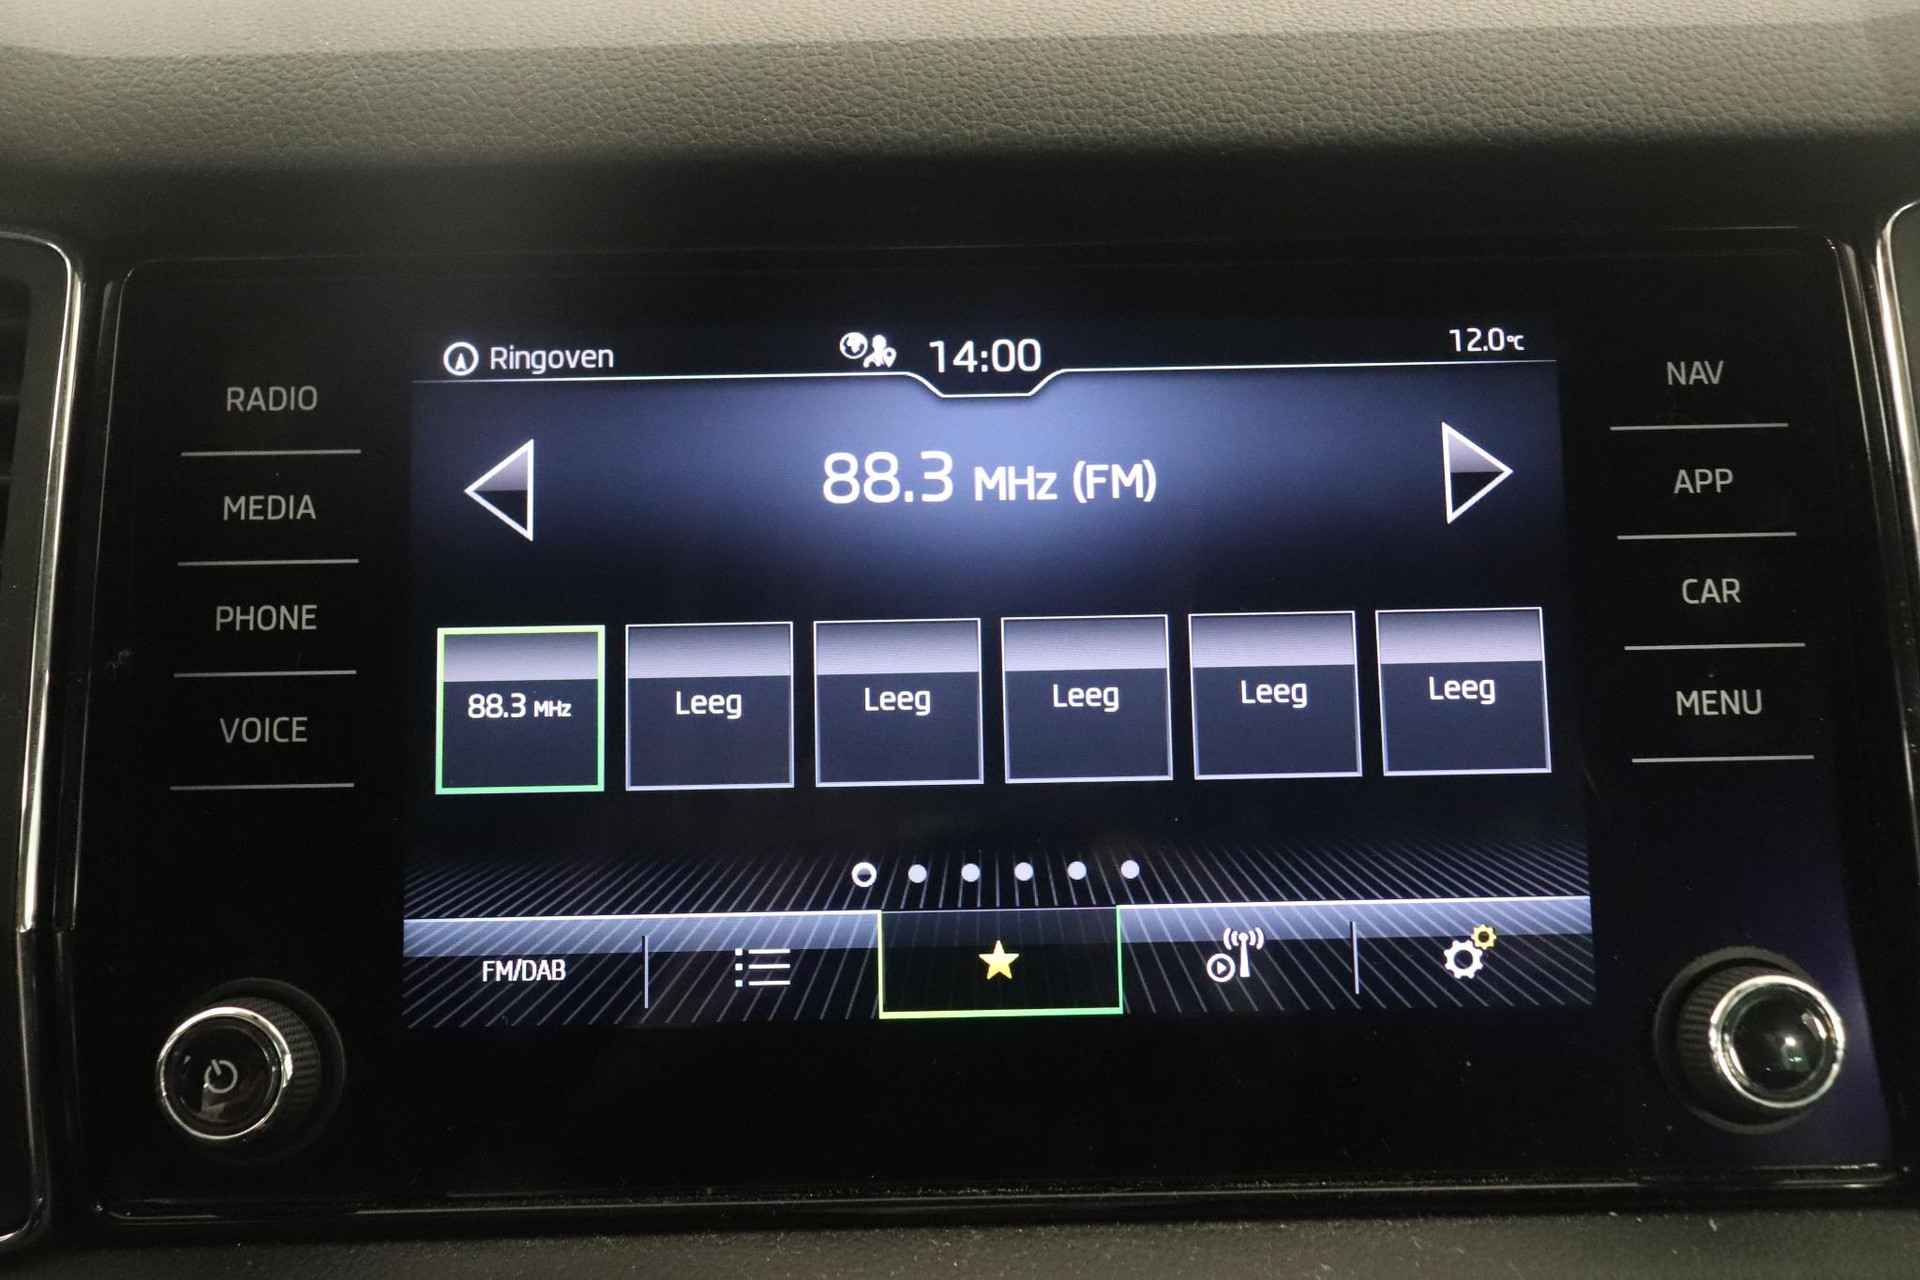 Ringoven 14:00 12.0°C
RADIO
MEDIA
PHONE
VOICE
88.3 MHz (FM)
88.3 MHz Leeg Leeg Leeg Leeg Leeg
FM/DAB
NAV
APP
CAR
MENU